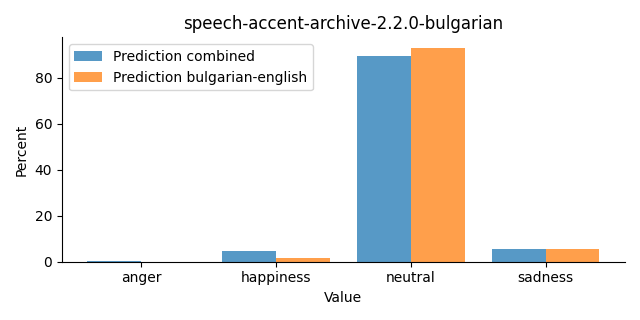 speech-accent-archive-2.2.0-bulgarian
Prediction combined
Prediction bulgarian-english
Percent
80
60
40
20
0
anger happiness neutral sadness
Value